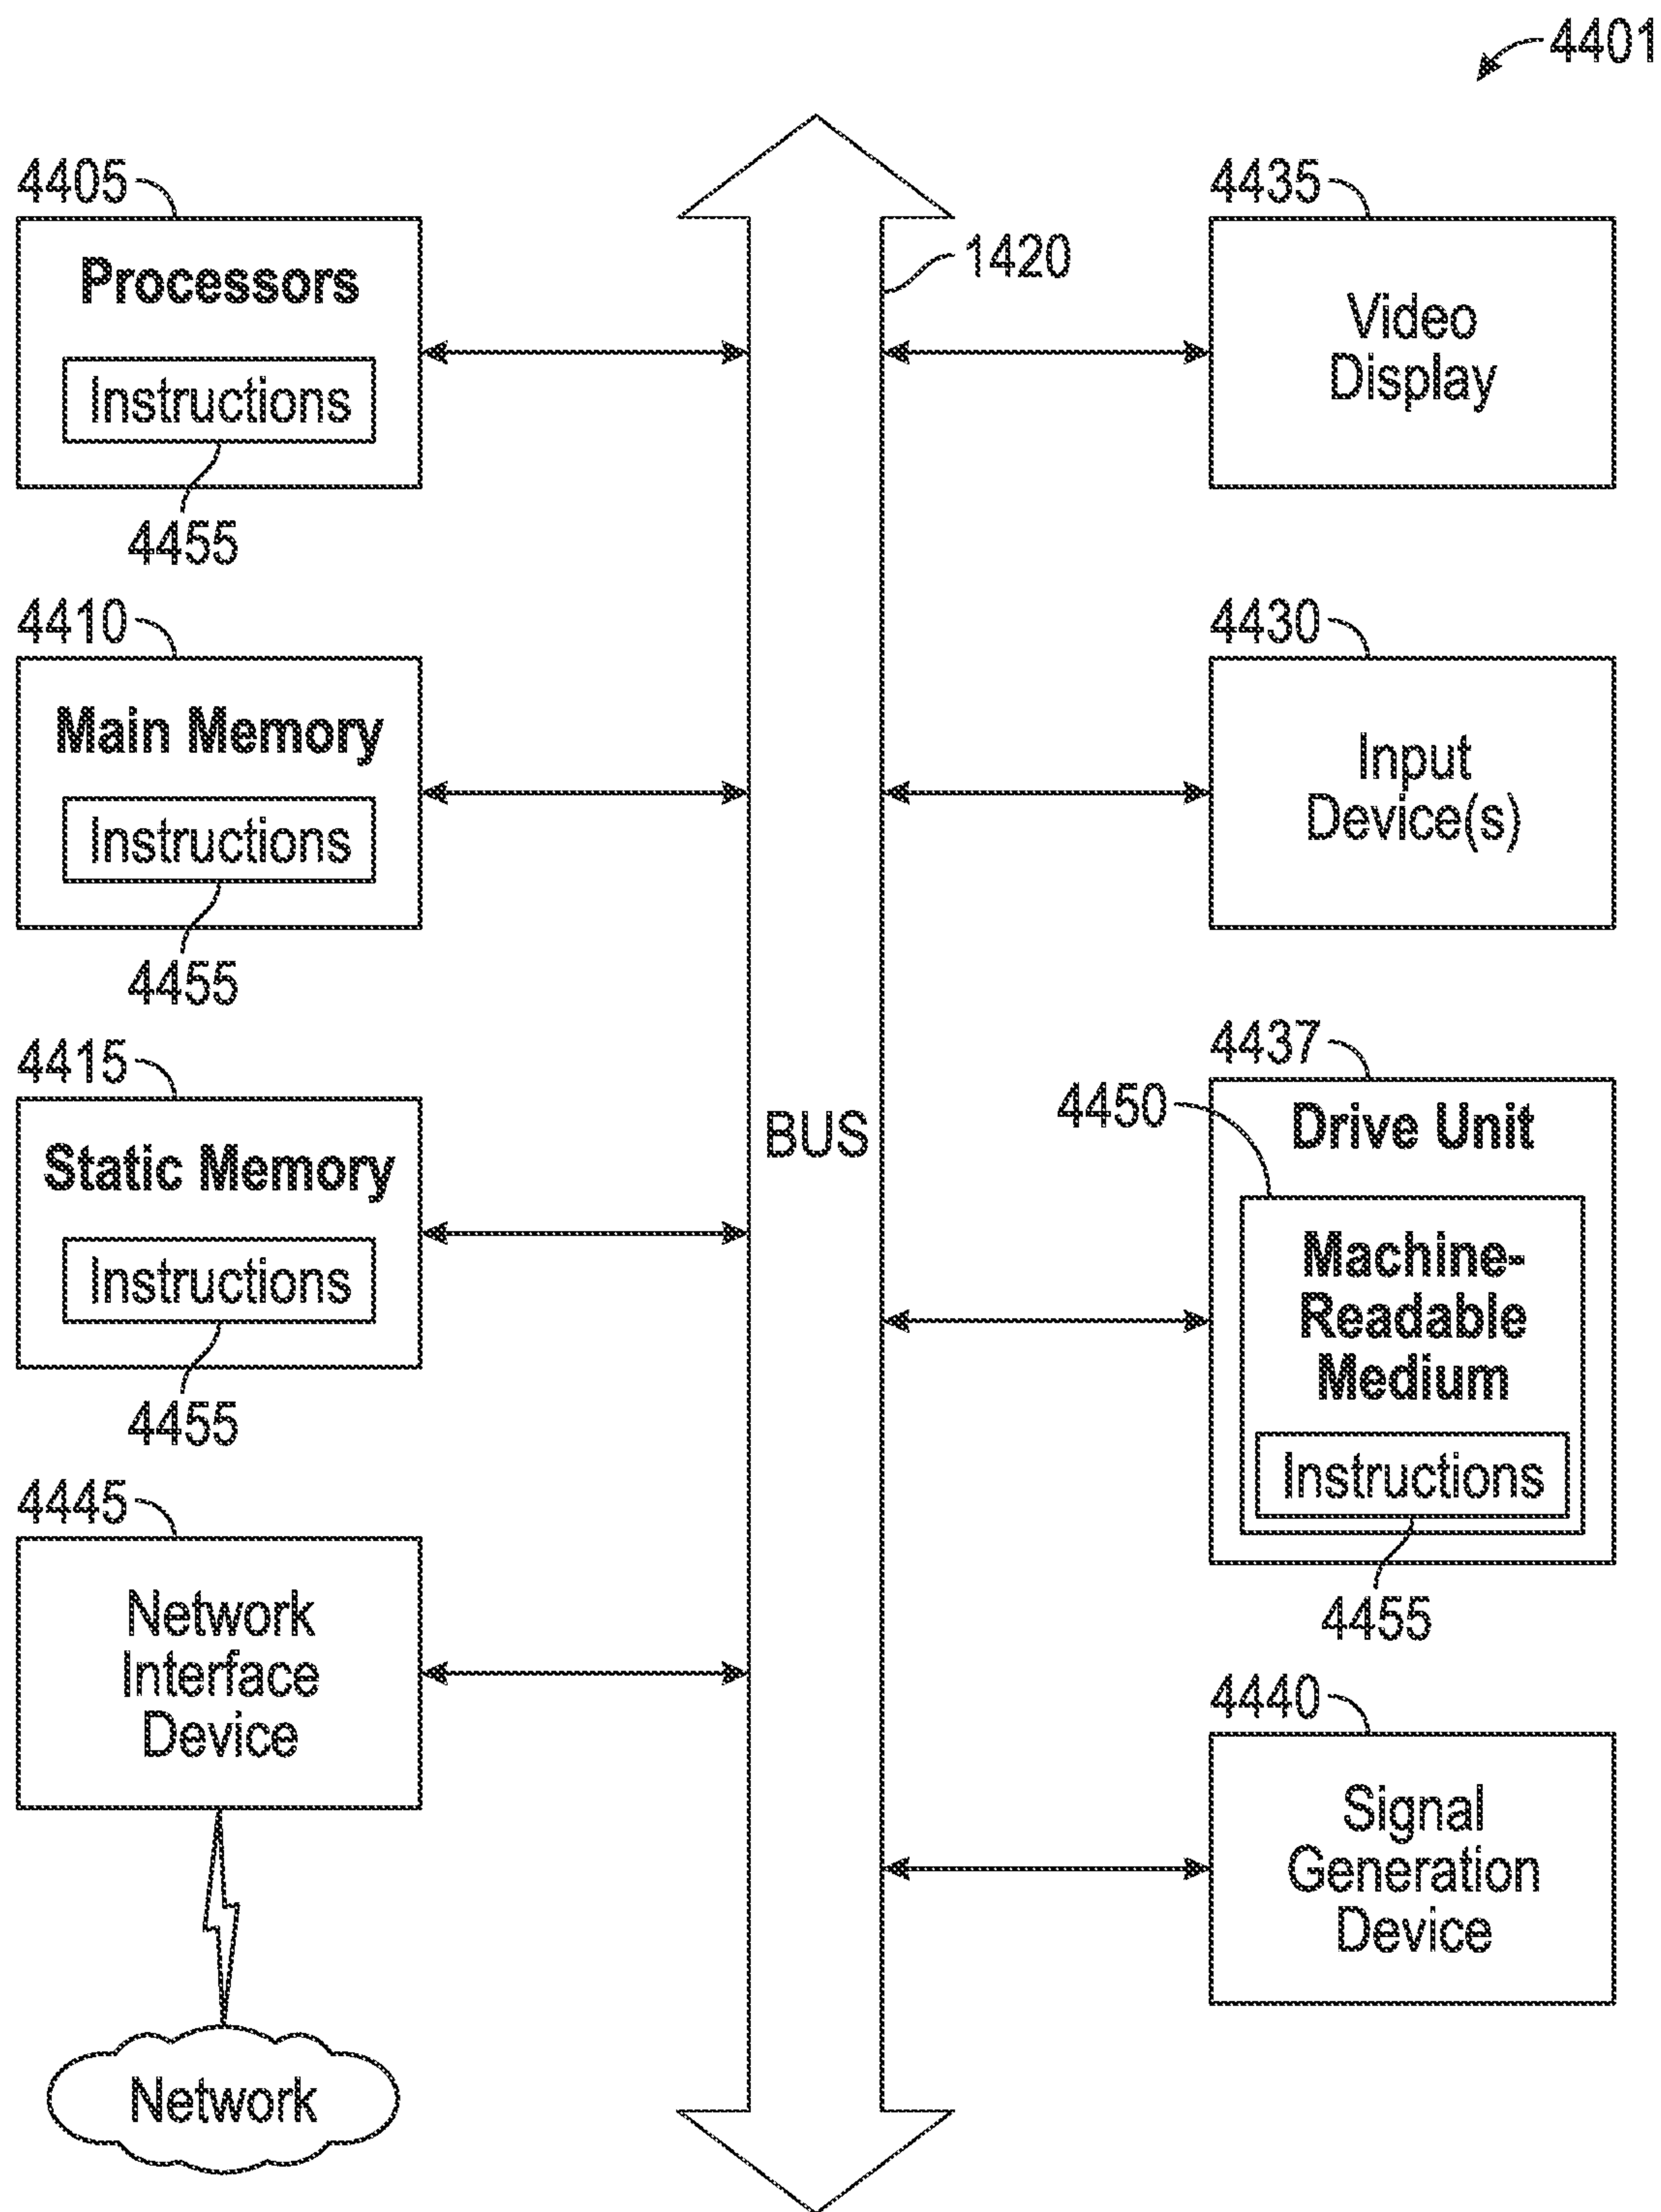 4401
4405
Processors
Instructions
4455
4410
Main Memory
Instructions
4455
4415
Static Memory
Instructions
4455
4445
Network
Interface
Device
Network
1420
BUS
4435
Video
Display
4430
Input
Device(s)
4437
4450
Drive Unit
Machine-
Readable
Medium
Instructions
4455
4440
Signal
Generation
Device